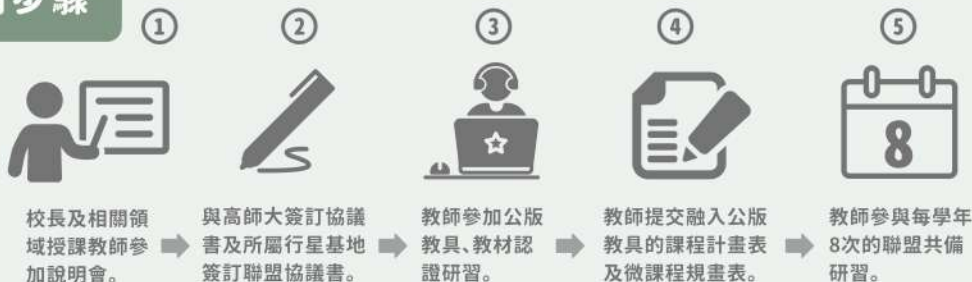 步驟
① ② ③ ④ ⑤
8
校長及相關領
域授課教師參
加說明會。
與高師大簽訂協議
書及所屬行星基地
簽訂聯盟協議書。
教師參加公版
教具、教材認
證研習。
教師提交融入公版
教具的課程計畫表
及微課程規畫表。
教師參與每學年
8次的聯盟共備
研習。